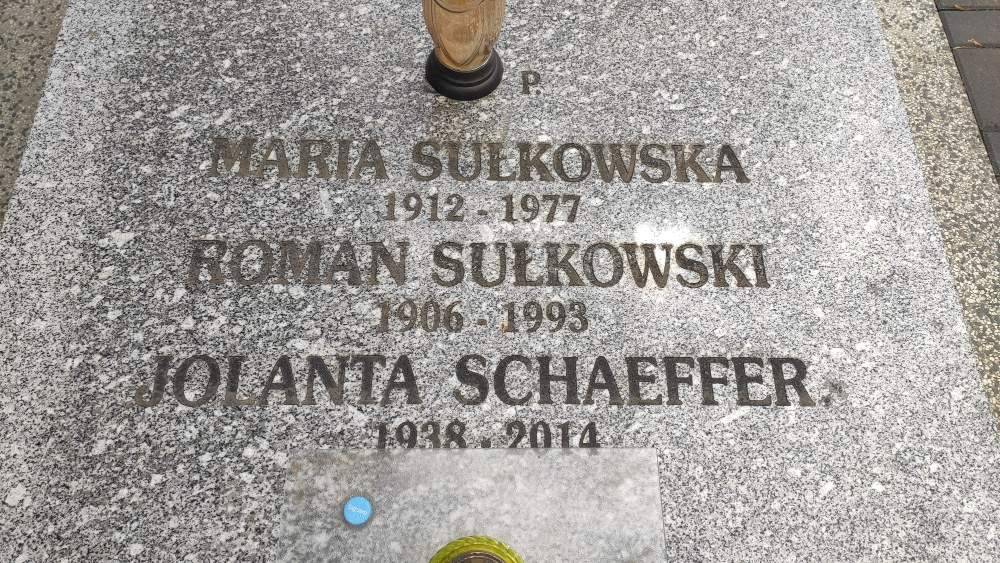 P.
MARIA SUŁKOWSKA
1912 - 1977
ROMAN SUŁKOWSKI
1906 - 1993
JOLANTA SCHAEFFER
1938 - 2014